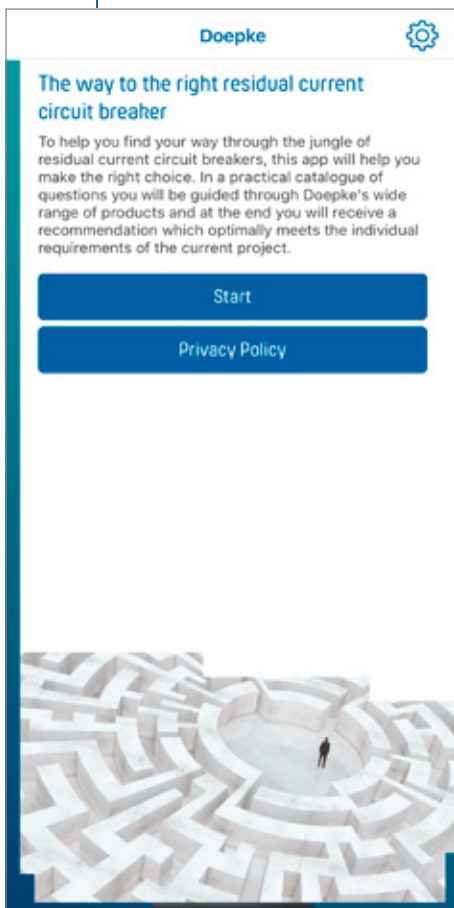 Doepke
The way to the right residual current
circuit breaker
To help you find your way through the jungle of
residual current circuit breakers, this app will help you
make the right choice. In a practical catalogue of
questions you will be guided through Doepke's wide
range of products and at the end you will receive a
recommendation which optimally meets the individual
requirements of the current project.
Start
Privacy Policy